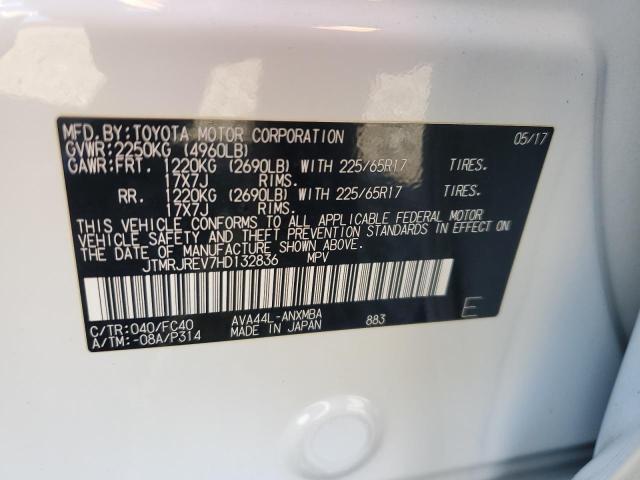 MFD.BY:TOYOTA MOTOR CORPORATION 05/17
GVWR:2250KG (4960LB)
GAWR:FRT. 1220KG (2690LB) WITH 225/65R17 TIRES.
17X7J RIMS.
RR. 1220KG (2690LB) WITH 225/65R17 TIRES.
17X7J RIMS.
THIS VEHICLE CONFORMS TO ALL APPLICABLE FEDERAL MOTOR
VEHICLE SAFETY AND THEFT PREVENTION STANDARDS IN EFFECT ON
THE DATE OF MANUFACTURE SHOWN ABOVE.
JTMRJREV7HD132836 MPV
C/TR:040/FC40 AVA44L-ANXMBA 883 E
A/TM:-08A/P314 MADE IN JAPAN